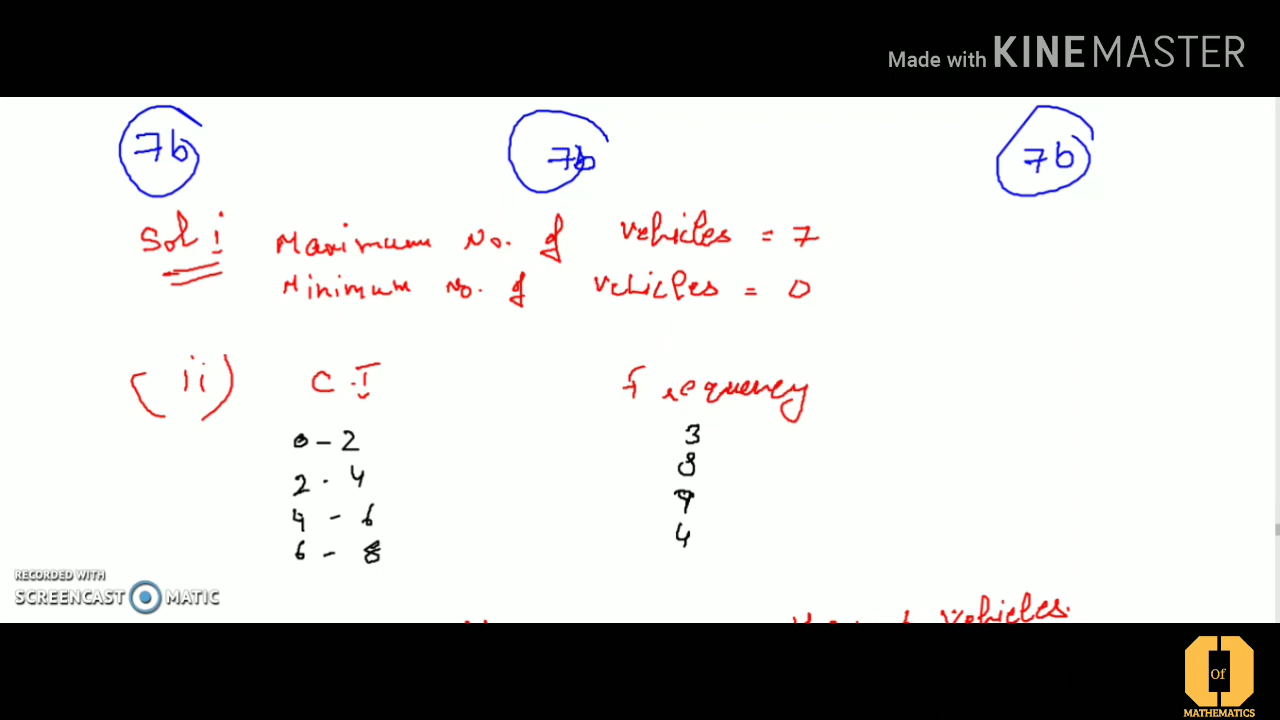 Made with KINEMASTER
7b 7b 7b
Sol : Maximum No. of vehicles = 7
Minimum No. of vehicles = 0
(ii) C.I Frequency
0 - 2 3
2 - 4 8
4 - 6 9
6 - 8 4
RECORDED WITH
SCREENCAST MATIC
vehicles.
Of
MATHEMATICS